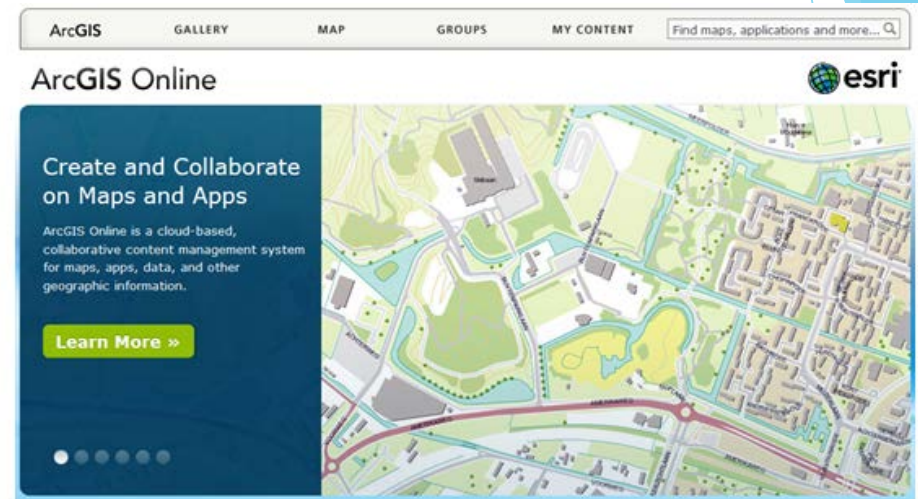 ArcGIS GALLERY MAP GROUPS MY CONTENT Find maps, applications and more...
ArcGIS Online
esri
Create and Collaborate
on Maps and Apps
ArcGIS Online is a cloud-based,
collaborative content management system
for maps, apps, data, and other
geographic information.
Learn More »
AMERIKAWEG
AMERIKAWEG